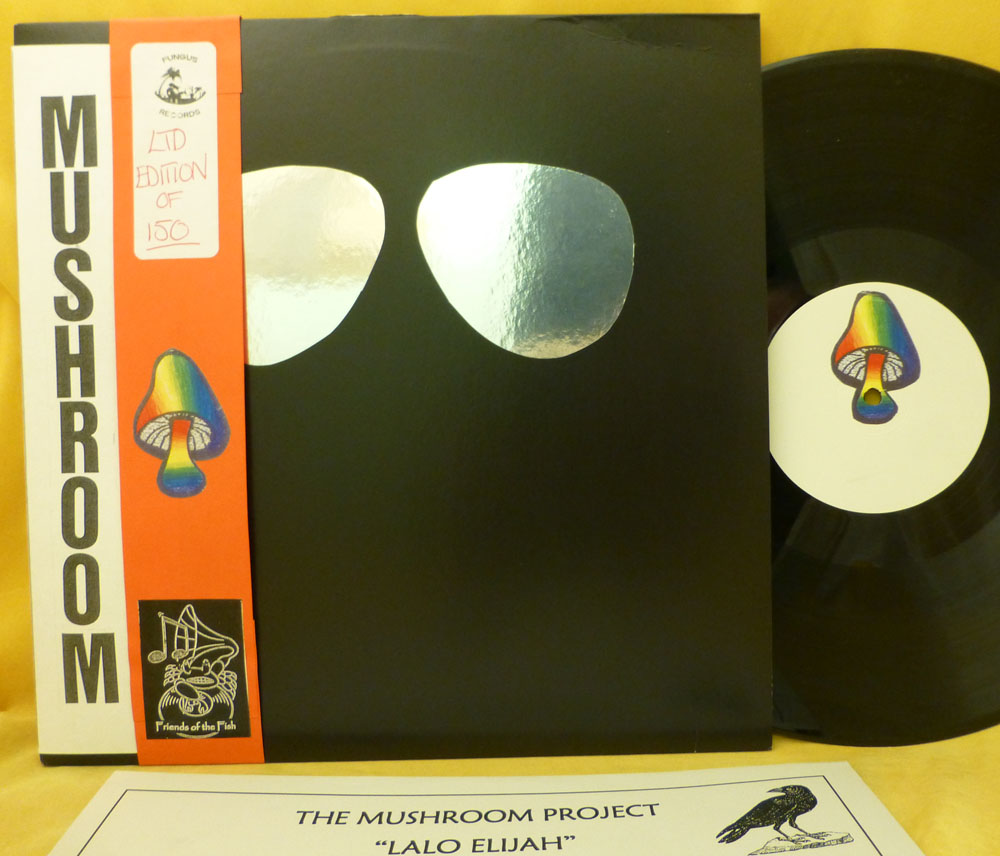 MUSHROOM
FUNGUS
RECORDS
LTD
EDITION
OF
150
Friends of the Fish
THE MUSHROOM PROJECT
"LALO ELIJAH"